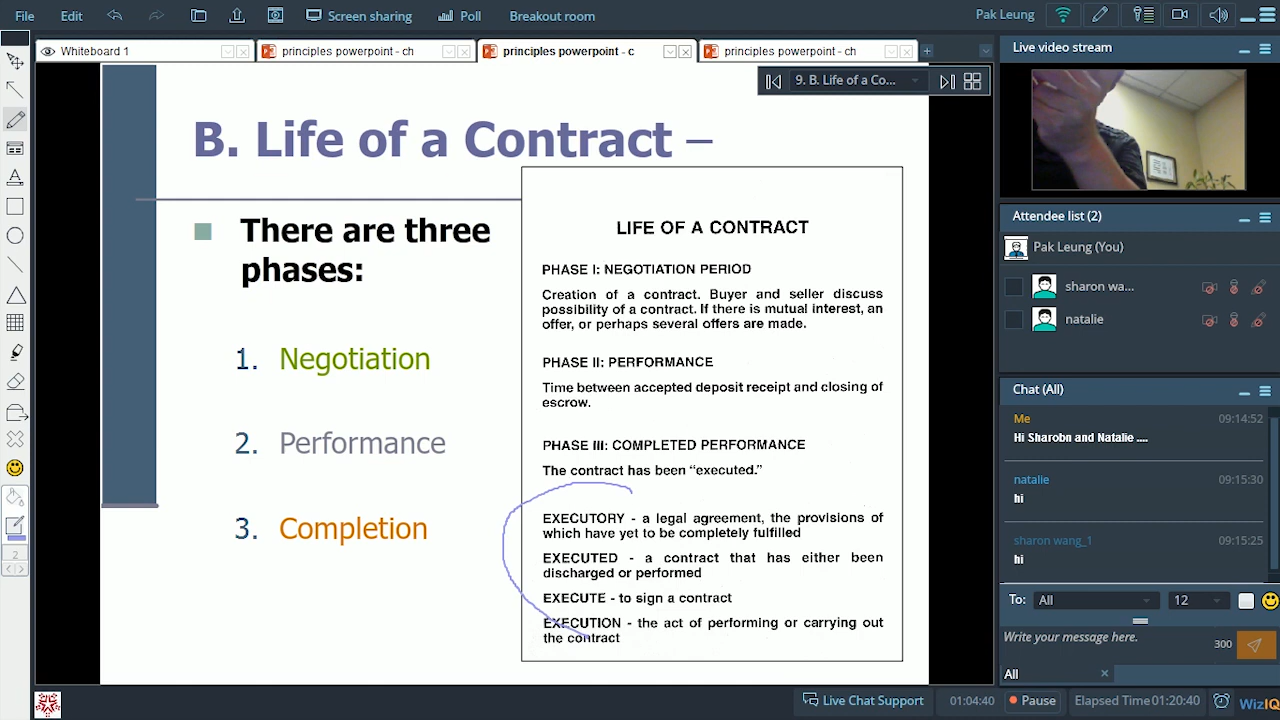 File Edit Screen sharing Poll Breakout room Pak Leung
Whiteboard 1 principles powerpoint - ch principles powerpoint - c principles powerpoint - ch
9. B. Life of a Co...
B. Life of a Contract –
There are three
phases:
1. Negotiation
2. Performance
3. Completion
LIFE OF A CONTRACT
PHASE I: NEGOTIATION PERIOD
Creation of a contract. Buyer and seller discuss
possibility of a contract. If there is mutual interest, an
offer, or perhaps several offers are made.
PHASE II: PERFORMANCE
Time between accepted deposit receipt and closing of
escrow.
PHASE III: COMPLETED PERFORMANCE
The contract has been “executed.”
EXECUTORY - a legal agreement, the provisions of
which have yet to be completely fulfilled
EXECUTED - a contract that has either been
discharged or performed
EXECUTE - to sign a contract
EXECUTION - the act of performing or carrying out
the contract
2
Live video stren
Attendee list (2)
Pak Leung (You)
sharon wa...
natalie
Chat (All)
Me 09:14:52
Hi Sharobn and Natalie ....
natalie 09:15:30
hi
sharon wang_1 09:15:25
hi
To: All 12
Write your message here. 300
All
Live Chat Support 01:04:40 Pause Elapsed Time 01:20:40 WizIQ